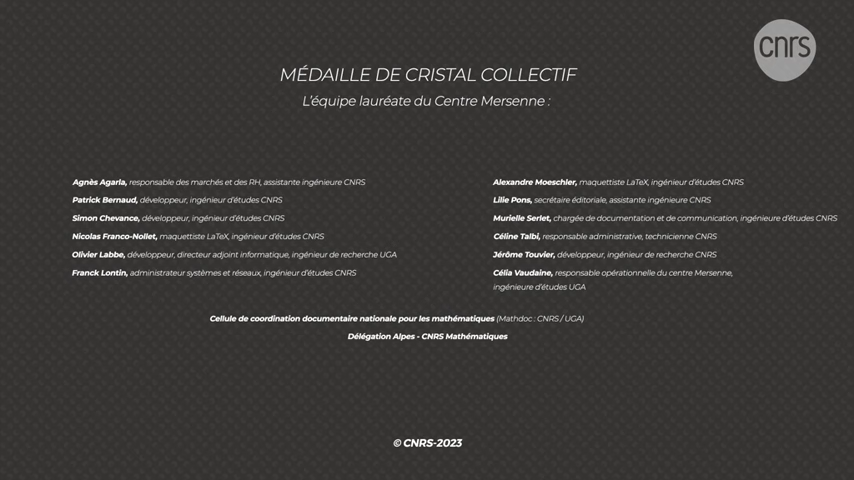 cnrs
MÉDAILLE DE CRISTAL COLLECTIF
L'équipe lauréate du Centre Mersenne :
Agnès Agarla, responsable des marchés et des RH, assistante ingénieure CNRS
Patrick Bernaud, développeur, ingénieur d'études CNRS
Simon Chevance, développeur, ingénieur d'études CNRS
Nicolas Franco-Nollet, maquettiste LaTeX, ingénieur d'études CNRS
Olivier Labbe, développeur, directeur adjoint informatique, ingénieur de recherche UGA
Franck Lontin, administrateur systèmes et réseaux, ingénieur d'études CNRS
Alexandre Moeschler, maquettiste LaTeX, ingénieur d'études CNRS
Lilie Pons, secrétaire éditoriale, assistante ingénieure CNRS
Murielle Serlet, chargée de documentation et de communication, ingénieure d'études CNRS
Céline Talbi, responsable administrative, technicienne CNRS
Jérôme Touvier, développeur, ingénieur de recherche CNRS
Célia Vaudaine, responsable opérationnelle du centre Mersenne,
ingénieure d'études UGA
Cellule de coordination documentaire nationale pour les mathématiques (Mathdoc : CNRS / UGA)
Délégation Alpes - CNRS Mathématiques
© CNRS-2023